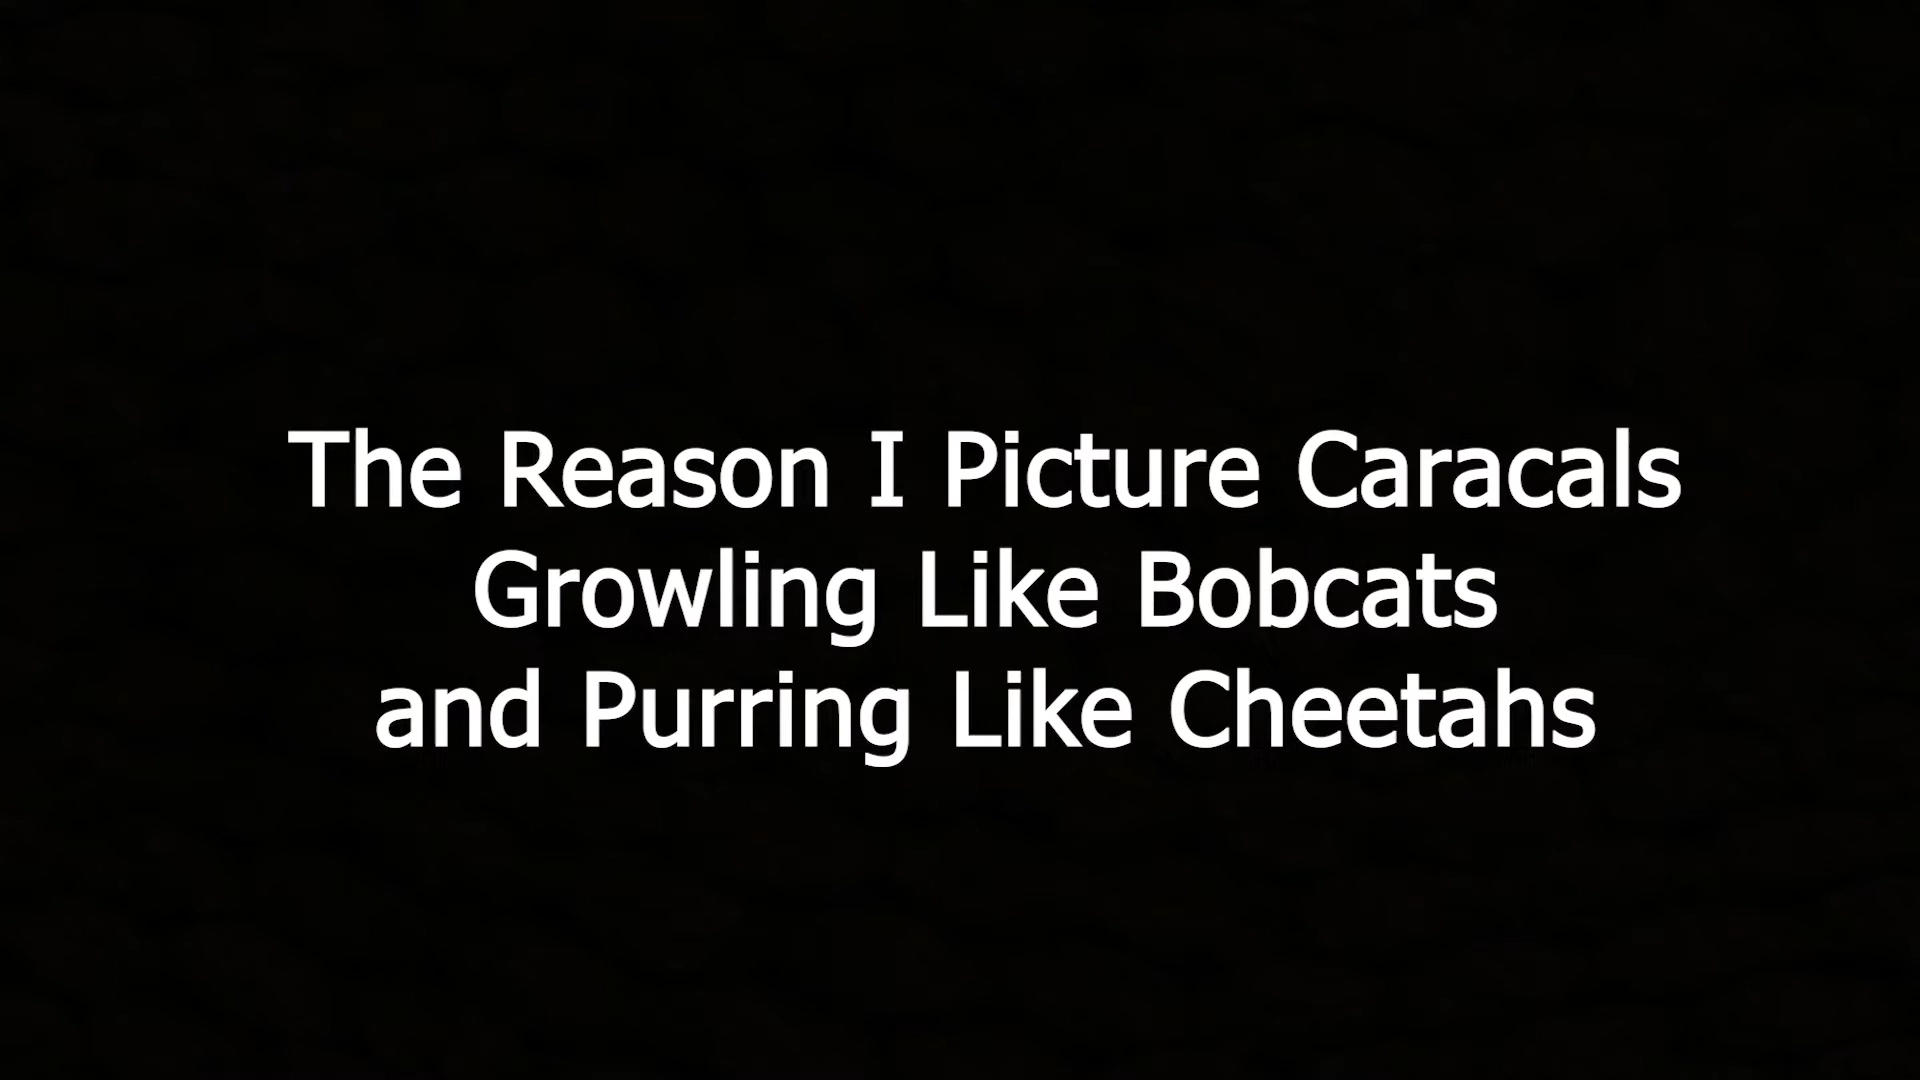 The Reason I Picture Caracals
Growling Like Bobcats
and Purring Like Cheetahs